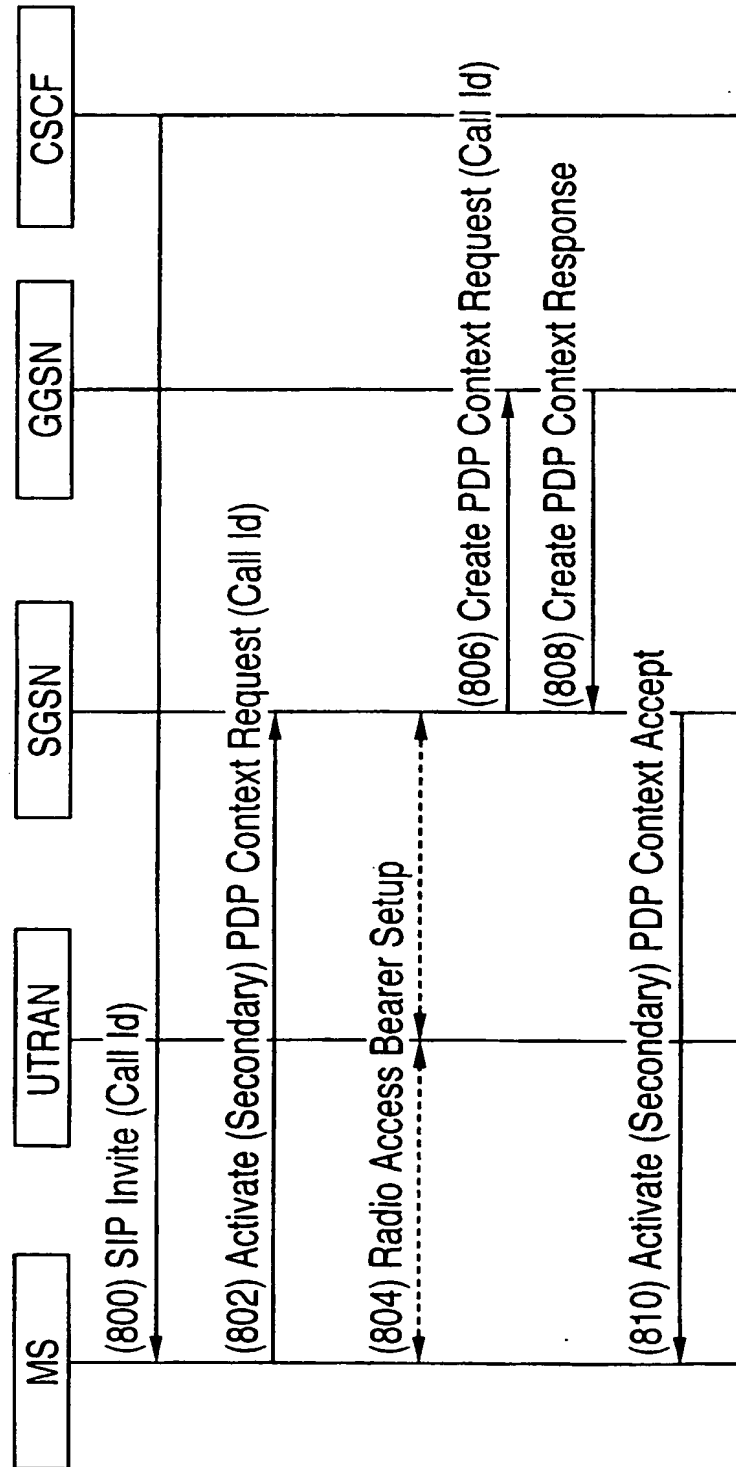 MS
UTRAN
SGSN
GGSN
CSCF
(800) SIP Invite (Call Id)
(802) Activate (Secondary) PDP Context Request (Call Id)
(804) Radio Access Bearer Setup
(806) Create PDP Context Request (Call Id)
(808) Create PDP Context Response
(810) Activate (Secondary) PDP Context Accept